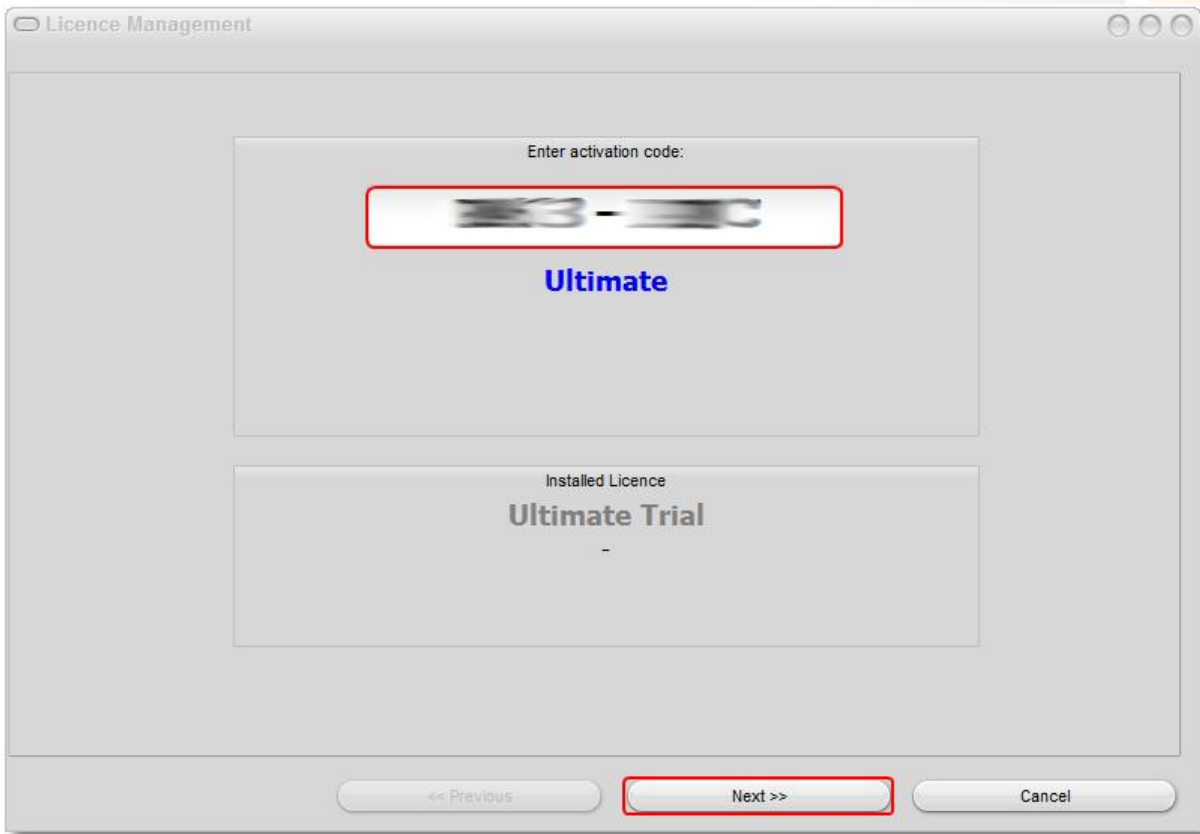 Licence Management
Enter activation code:
Ultimate
Installed Licence
Ultimate Trial
-
<< Previous
Next >>
Cancel